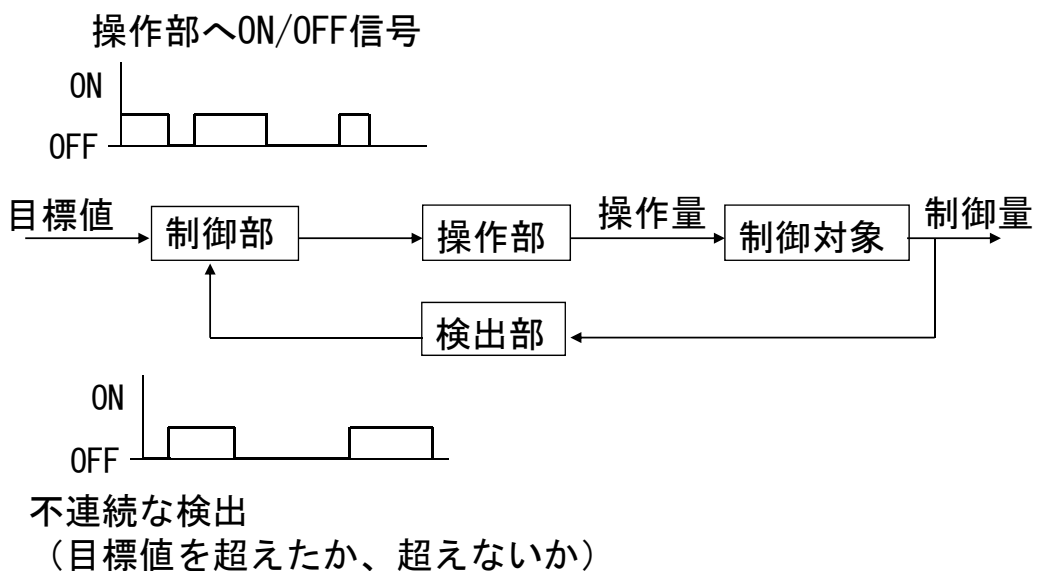 操作部へON/OFF信号
ON
OFF
目標値
制御部
操作部
操作量
制御対象
制御量
検出部
ON
OFF
不連続な検出
（目標値を超えたか、超えないか）